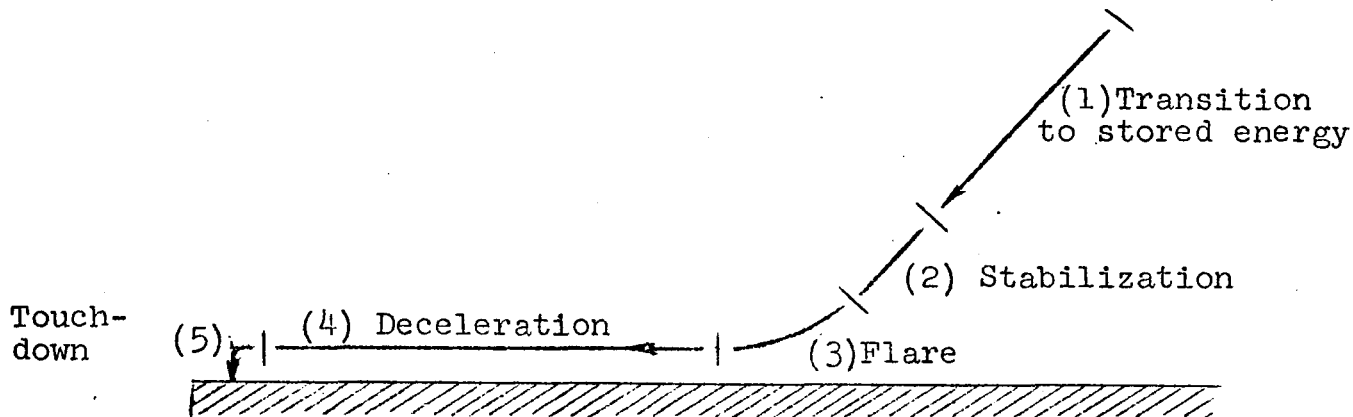 (1)Transition
to stored energy
(2) Stabilization
(3)Flare
(4) Deceleration
(5)
Touch-
down